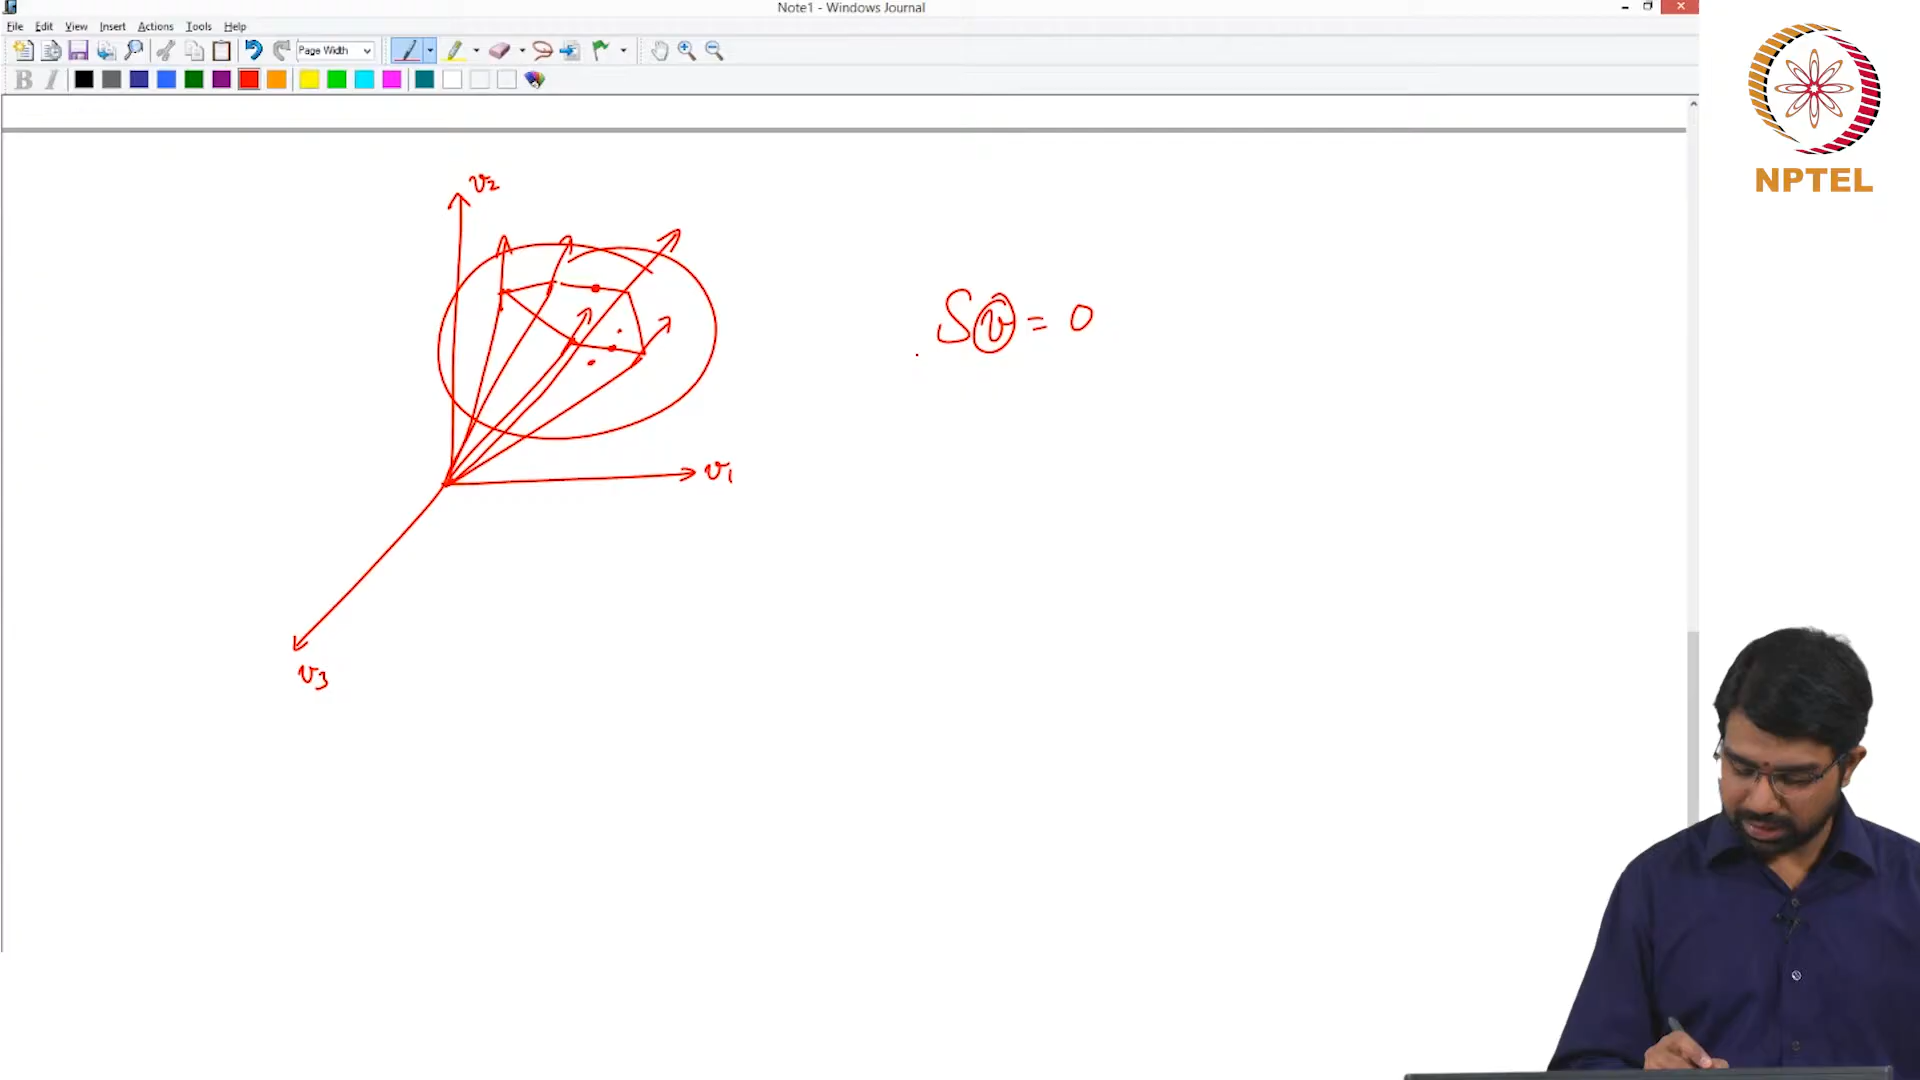 Note1 - Windows Journal
File Edit View Insert Actions Tools Help
Page Width
B I
NPTEL
v2
Sv = 0
v1
v3